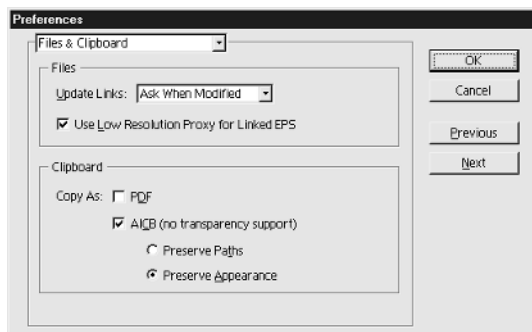 Preferences
Files & Clipboard
Files
Update Links: Ask When Modified
Use Low Resolution Proxy for Linked EPS
Clipboard
Copy As: PDF
AICB (no transparency support)
Preserve Paths
Preserve Appearance
OK
Cancel
Previous
Next